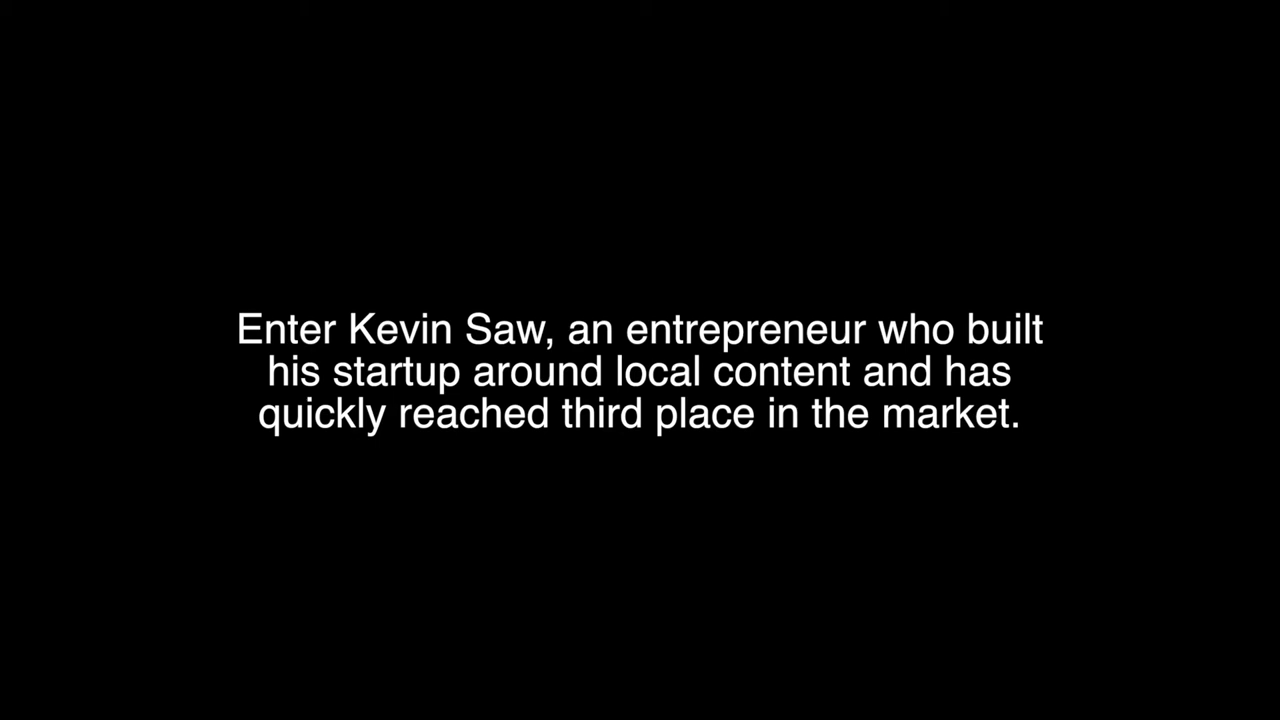 Enter Kevin Saw, an entrepreneur who built
his startup around local content and has
quickly reached third place in the market.